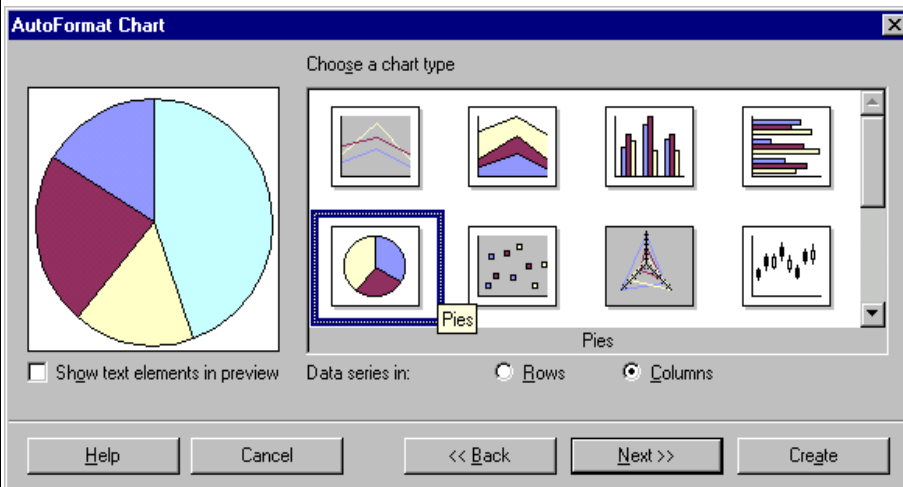 AutoFormat Chart
Choose a chart type
Pies
Pies
Show text elements in preview
Data series in:
Rows
Columns
Help
Cancel
<< Back
Next >>
Create